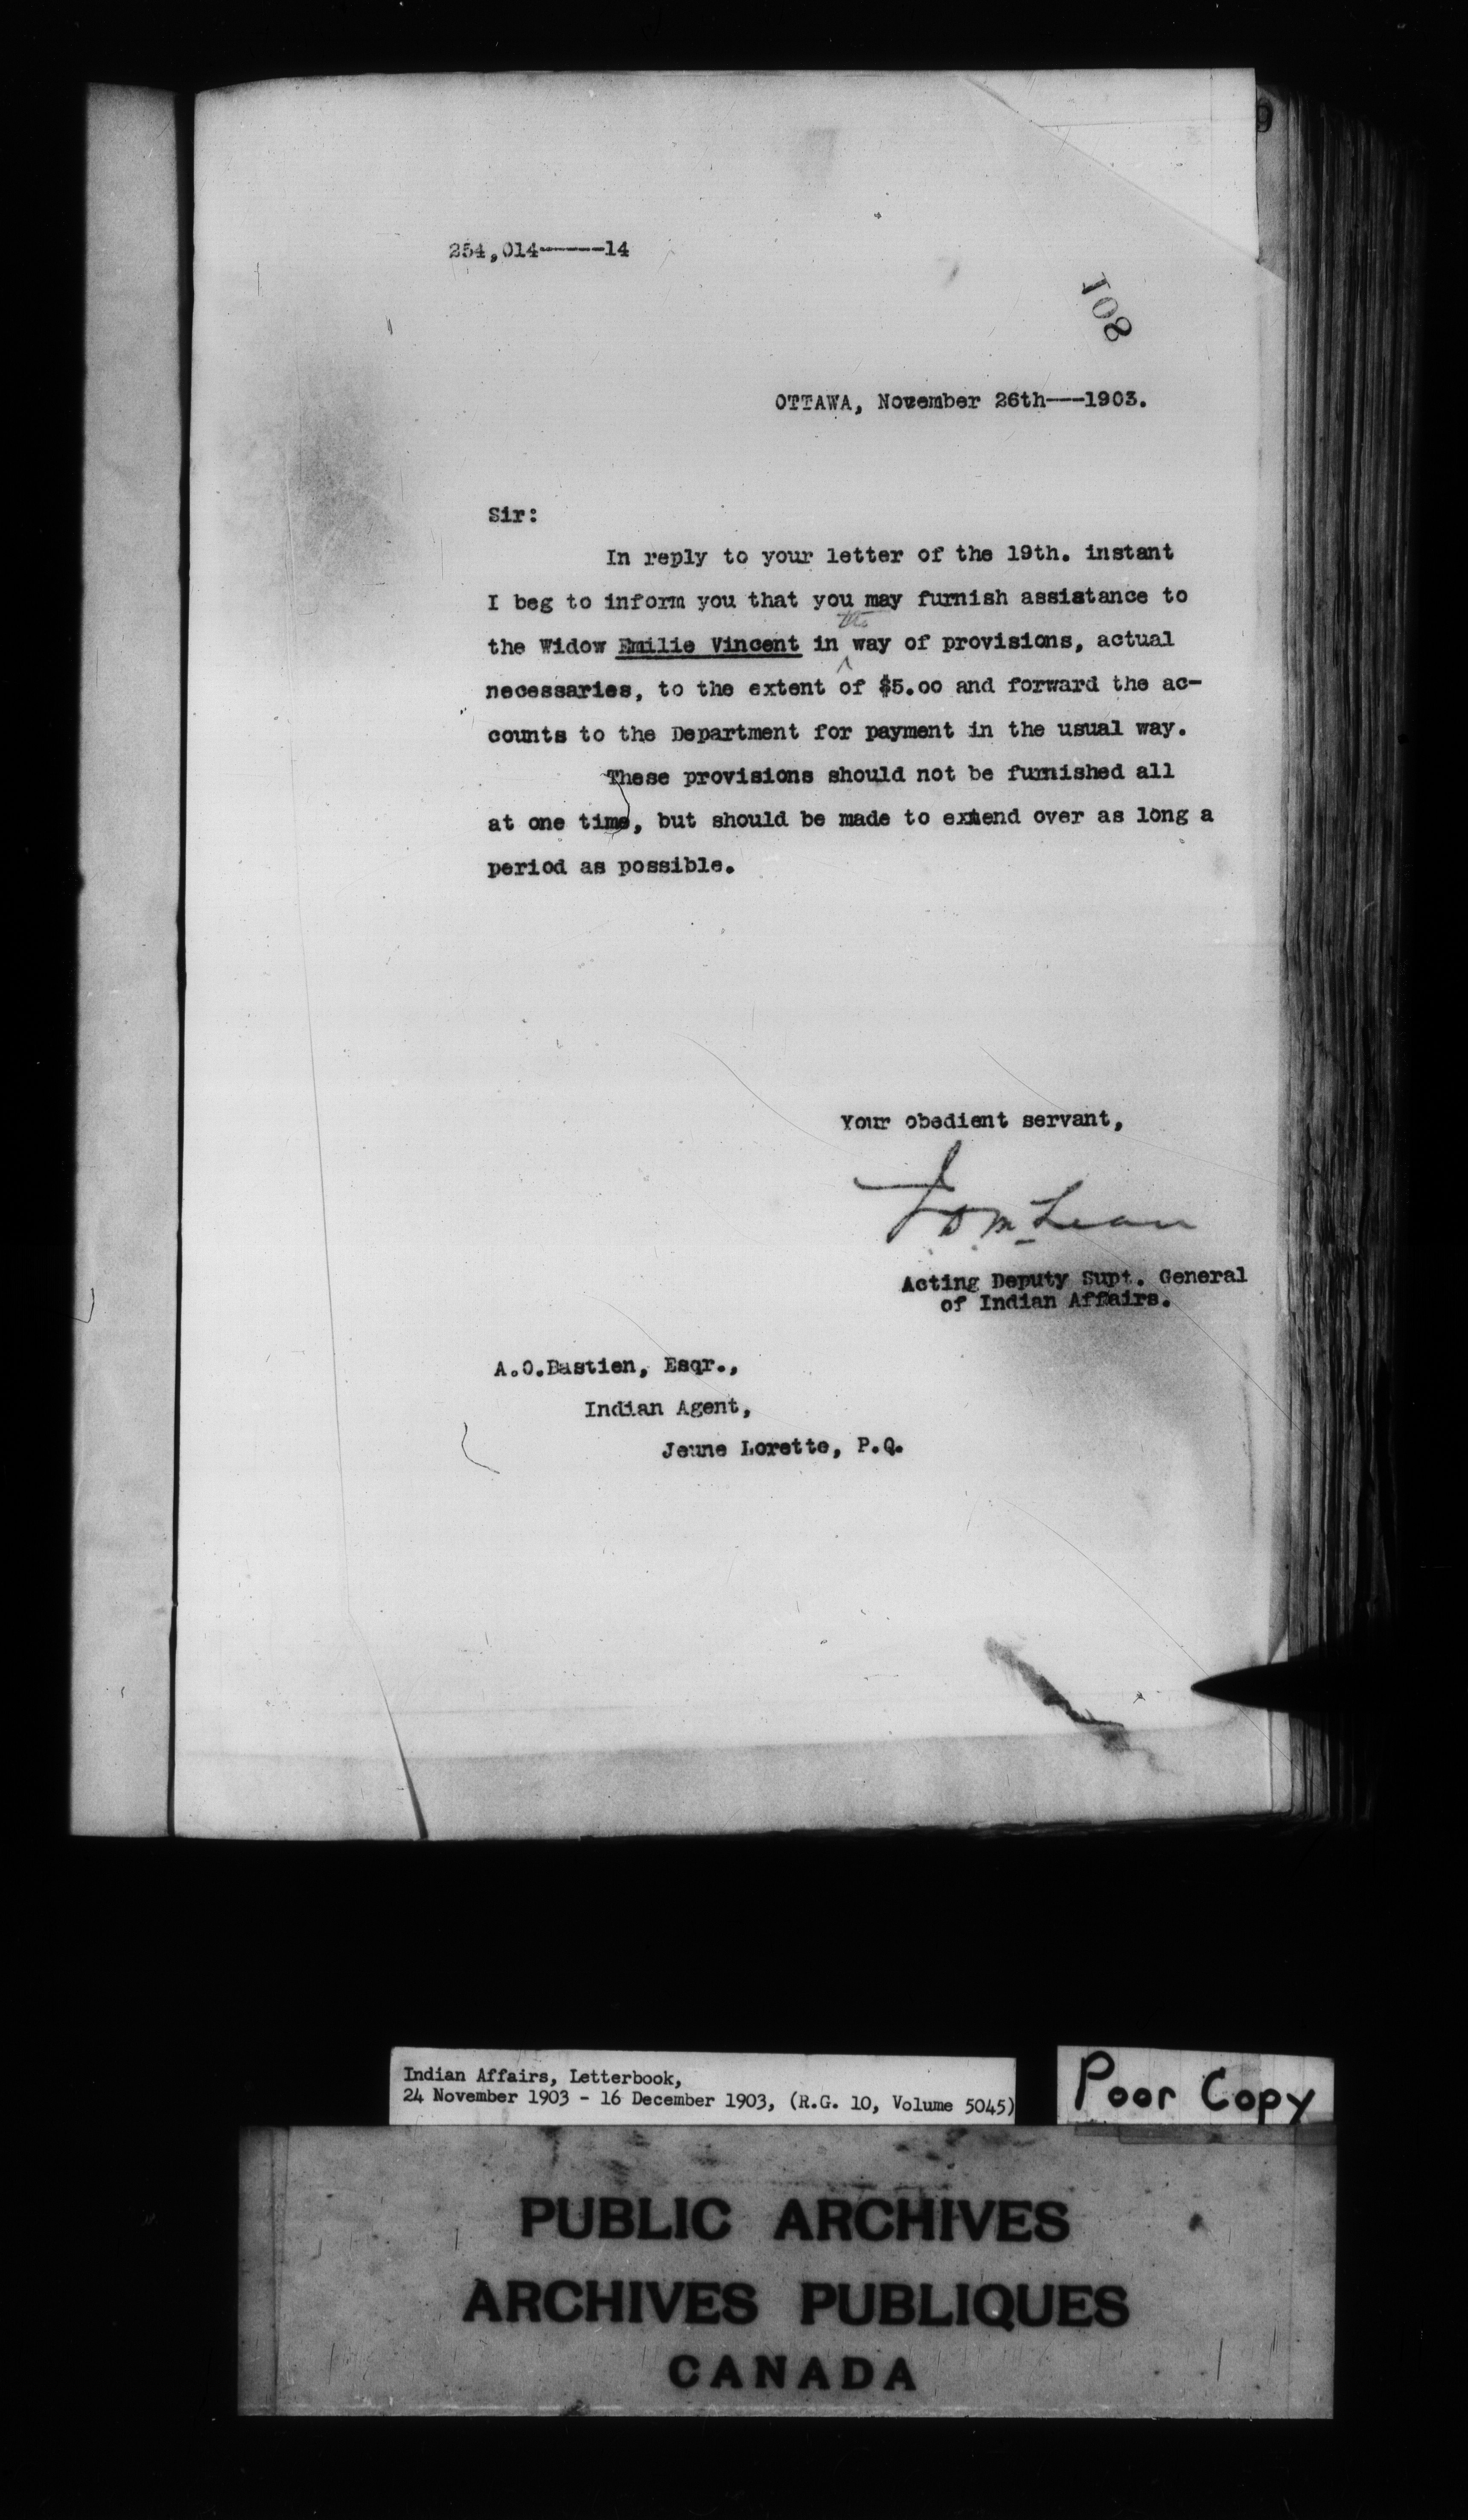 254,014-----14
108
OTTAWA, November 26th---1903.
Sir:
In reply to your letter of the 19th. instant
I beg to inform you that you may furnish assistance to
the
the Widow Emilie Vincent in way of provisions, actual
necessaries, to the extent of $5.00 and forward the ac-
counts to the Department for payment in the usual way.
These provisions should not be furnished all
at one time, but should be made to extend over as long a
period as possible.
Your obedient servant,
J D McLean
Acting Deputy Supt. General
of Indian Affairs.
A.O.Bastien, Esqr.,
Indian Agent,
Jeune Lorette, P.Q.
Indian Affairs, Letterbook,
24 November 1903 - 16 December 1903, (R.G. 10, Volume 5045)
Poor Copy
PUBLIC ARCHIVES
ARCHIVES PUBLIQUES
CANADA